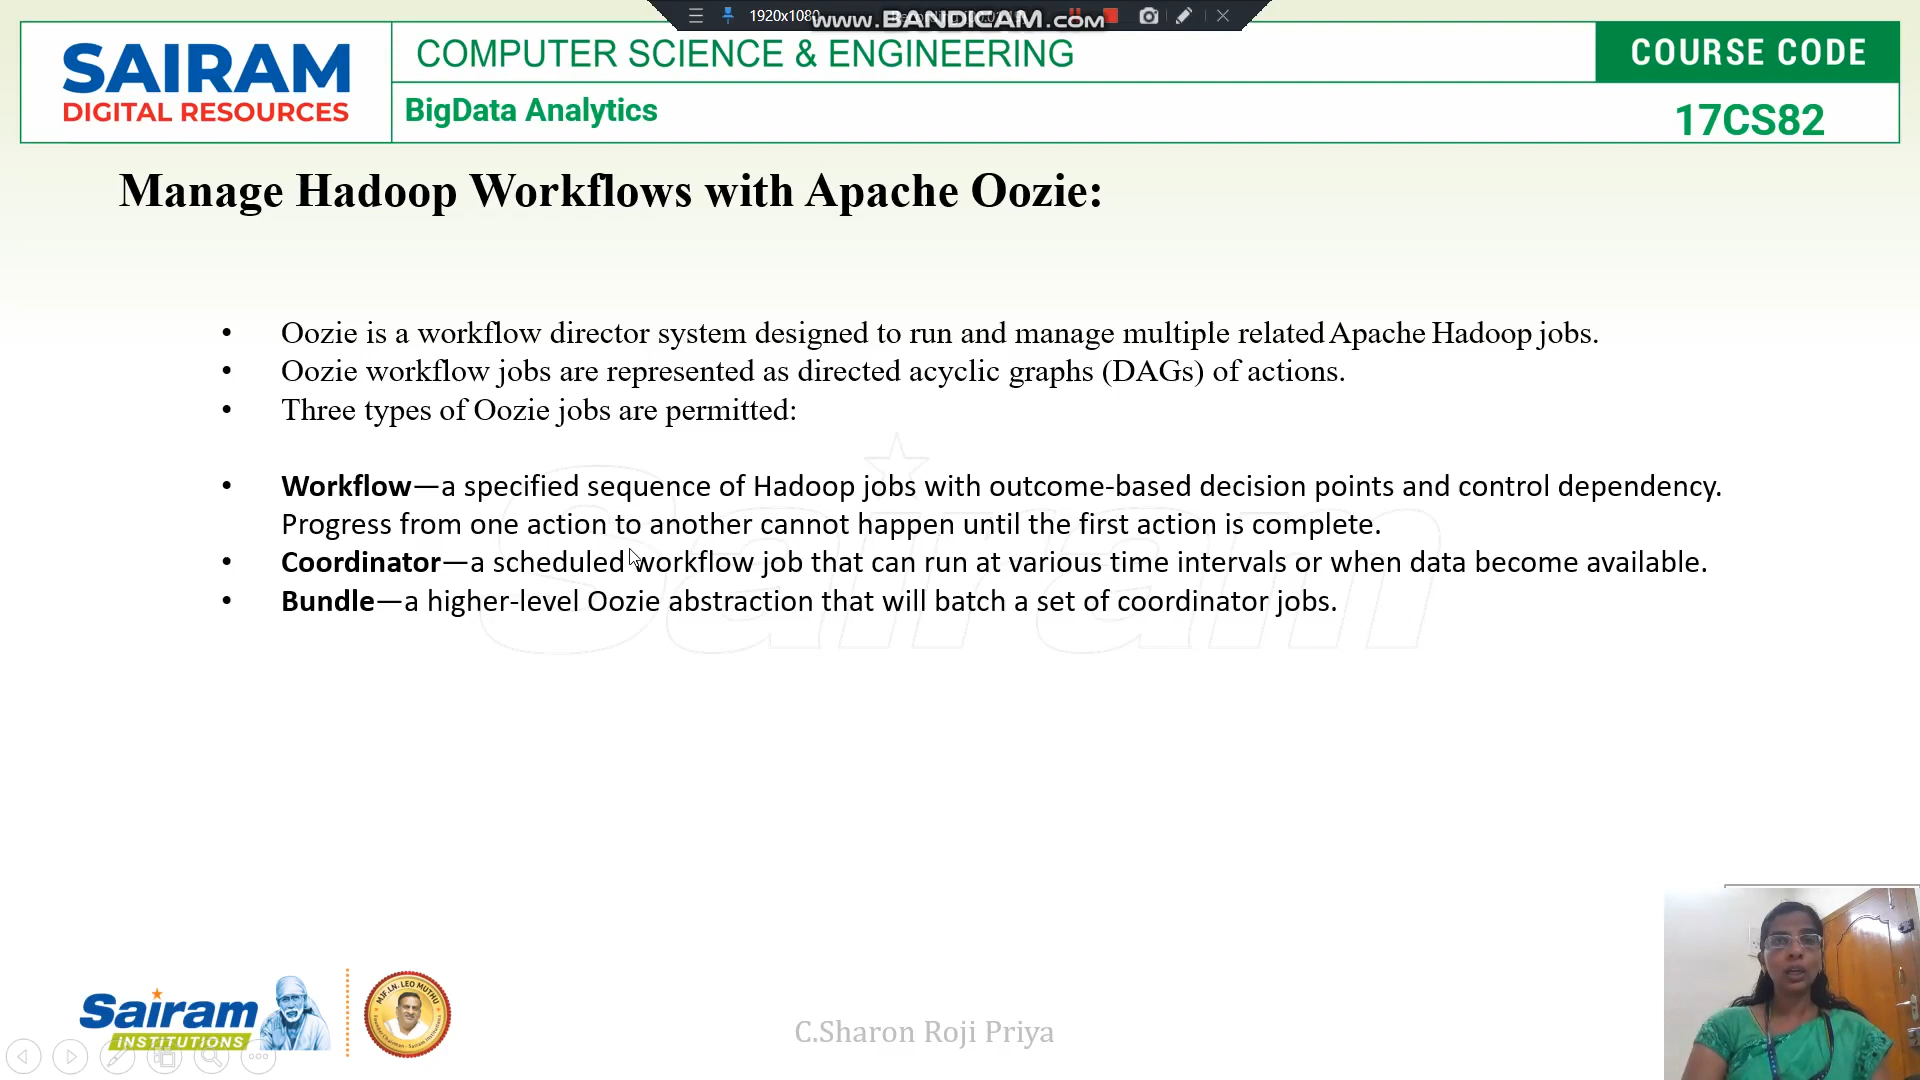 1920x1080
www.BANDICAM.com
SAIRAM
DIGITAL RESOURCES
COMPUTER SCIENCE & ENGINEERING
COURSE CODE
BigData Analytics
17CS82
Manage Hadoop Workflows with Apache Oozie:
• Oozie is a workflow director system designed to run and manage multiple related Apache Hadoop jobs.
• Oozie workflow jobs are represented as directed acyclic graphs (DAGs) of actions.
• Three types of Oozie jobs are permitted:
• Workflow—a specified sequence of Hadoop jobs with outcome-based decision points and control dependency.
Progress from one action to another cannot happen until the first action is complete.
• Coordinator—a scheduled workflow job that can run at various time intervals or when data become available.
• Bundle—a higher-level Oozie abstraction that will batch a set of coordinator jobs.
Sairam
Sairam
INSTITUTIONS
MJF.LN. LEO MUTHU
C.Sharon Roji Priya